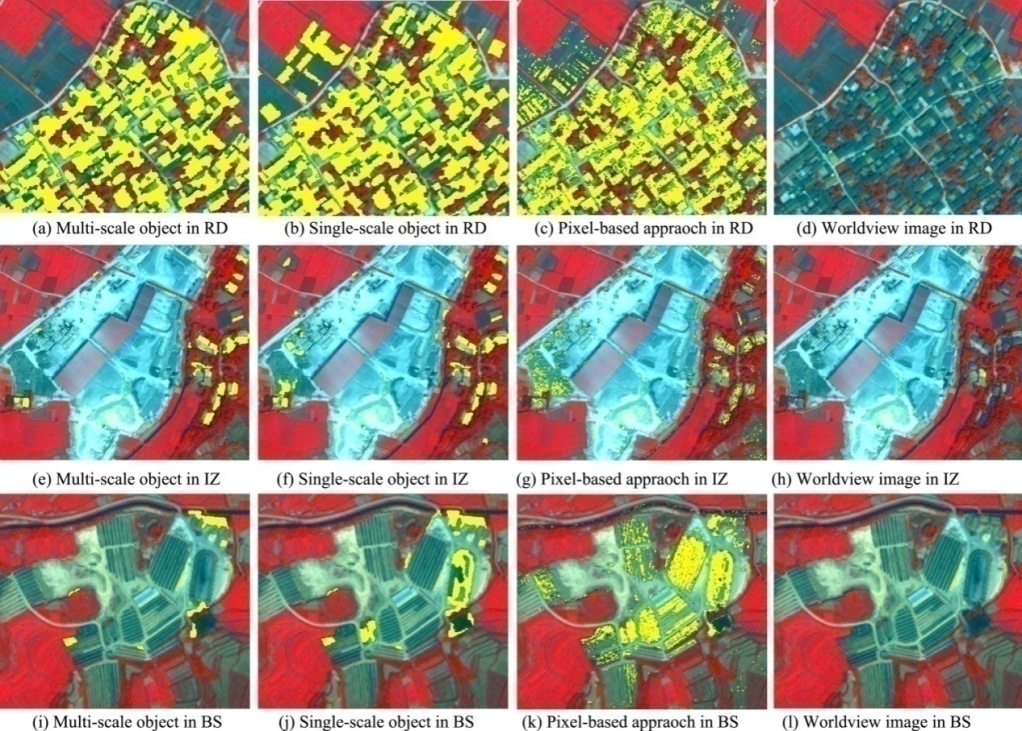 (a) Multi-scale object in RD
(b) Single-scale object in RD
(c) Pixel-based appraoch in RD
(d) Worldview image in RD
(e) Multi-scale object in IZ
(f) Single-scale object in IZ
(g) Pixel-based appraoch in IZ
(h) Worldview image in IZ
(i) Multi-scale object in BS
(j) Single-scale object in BS
(k) Pixel-based appraoch in BS
(l) Worldview image in BS